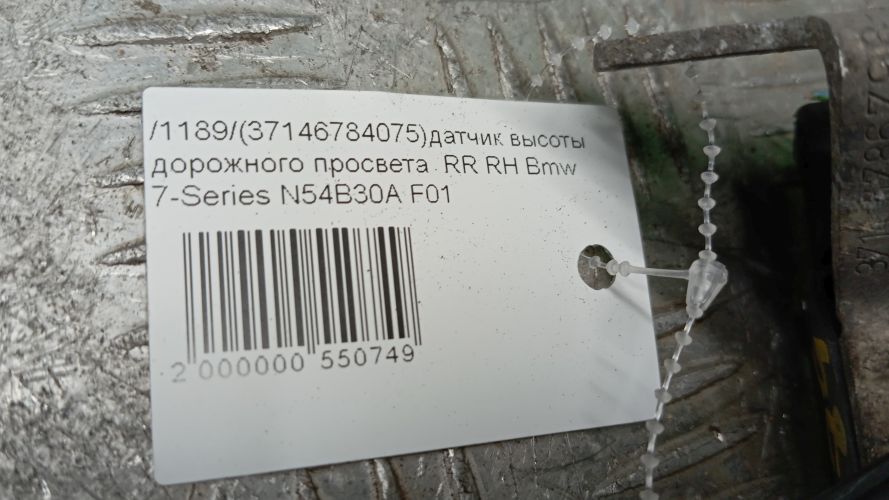 /1189/(37146784075)датчик высоты
дорожного просвета RR RH Bmw
7-Series N54B30A F01
2 000000 550749